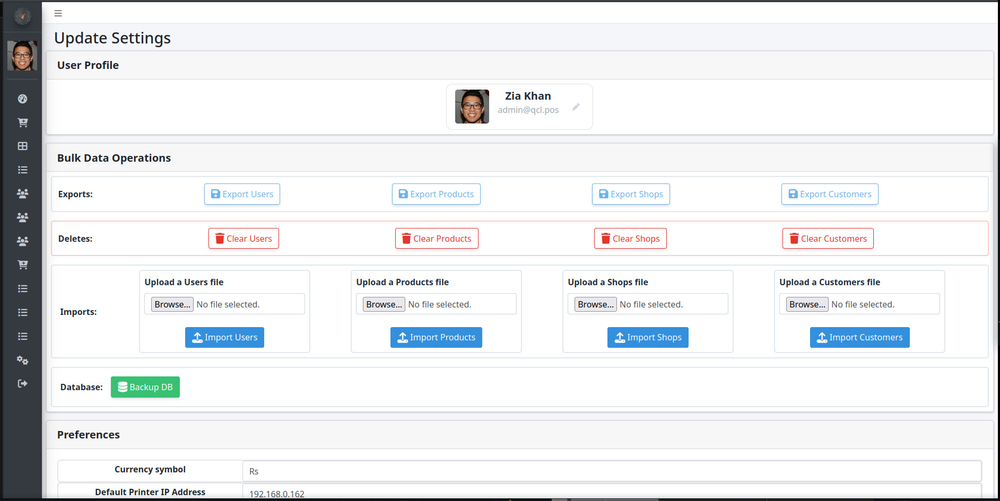 Update Settings
User Profile
Zia Khan
admin@qcl.pos
Bulk Data Operations
Exports: Export Users Export Products Export Shops Export Customers
Deletes: Clear Users Clear Products Clear Shops Clear Customers
Imports:
Upload a Users file
Browse... No file selected.
Import Users
Upload a Products file
Browse... No file selected.
Import Products
Upload a Shops file
Browse... No file selected.
Import Shops
Upload a Customers file
Browse... No file selected.
Import Customers
Database: Backup DB
Preferences
Currency symbol Rs
Default Printer IP Address 192.168.0.162